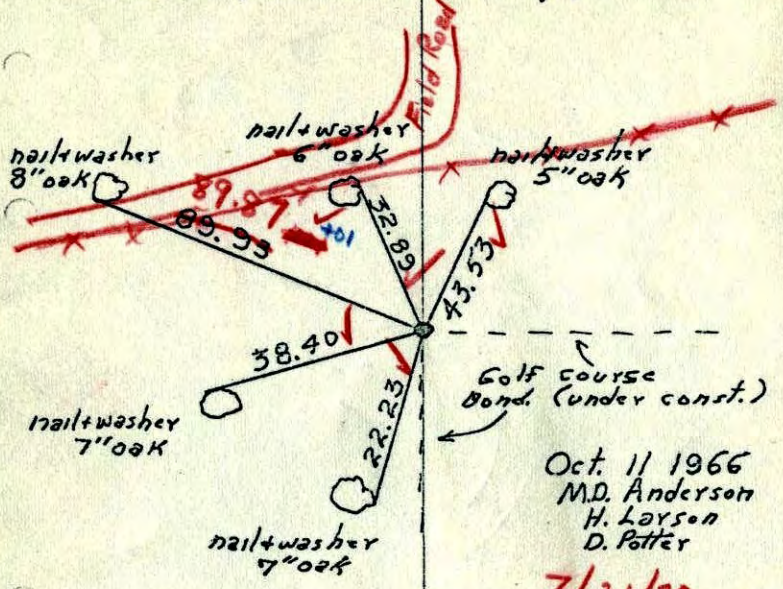 Field Road
nail+washer
6" oak
nail+washer
8" oak
nail+washer
5" oak
89.87
+01
89.93
32.89
43.53
38.40
22.23
Golf course
Bond. (under const.)
nail+washer
7" oak
nail+washer
7" oak
Oct. 11 1966
M.D. Anderson
H. Larson
D. Potter